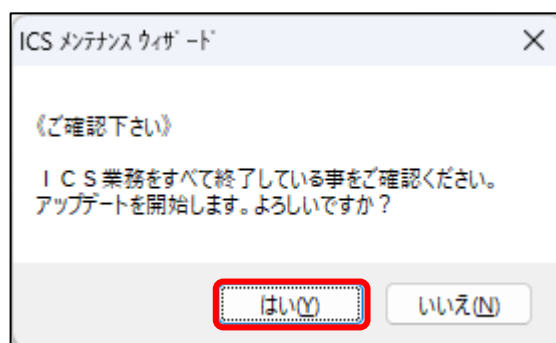 ICS ﾒﾝﾃﾅﾝｽ ｳｨｻﾞｰﾄﾞ
《ご確認下さい》
ＩＣＳ業務をすべて終了している事をご確認ください。
アップデートを開始します。よろしいですか？
はい(Y)
いいえ(N)